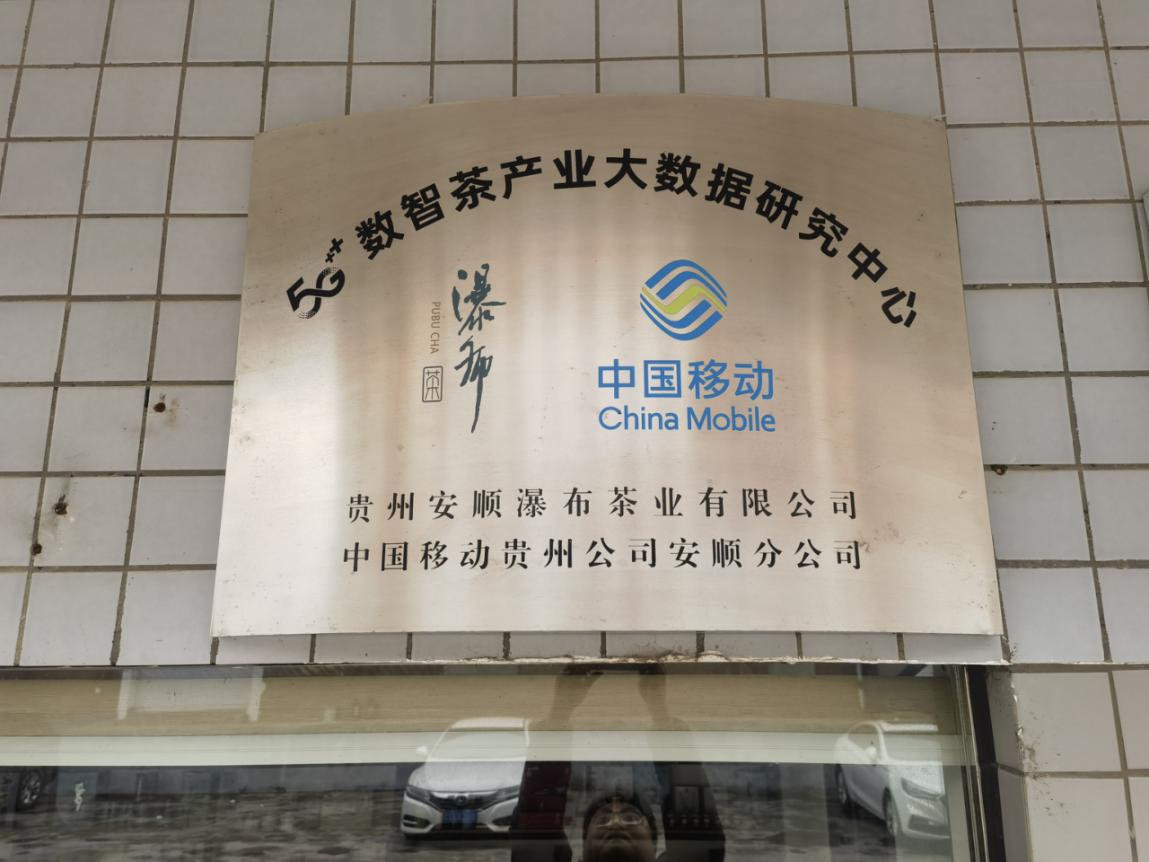 5G+++ 数智茶产业大数据研究中心
瀑布
PUBU CHA
茶
中国移动
China Mobile
贵州安顺瀑布茶业有限公司
中国移动贵州公司安顺分公司